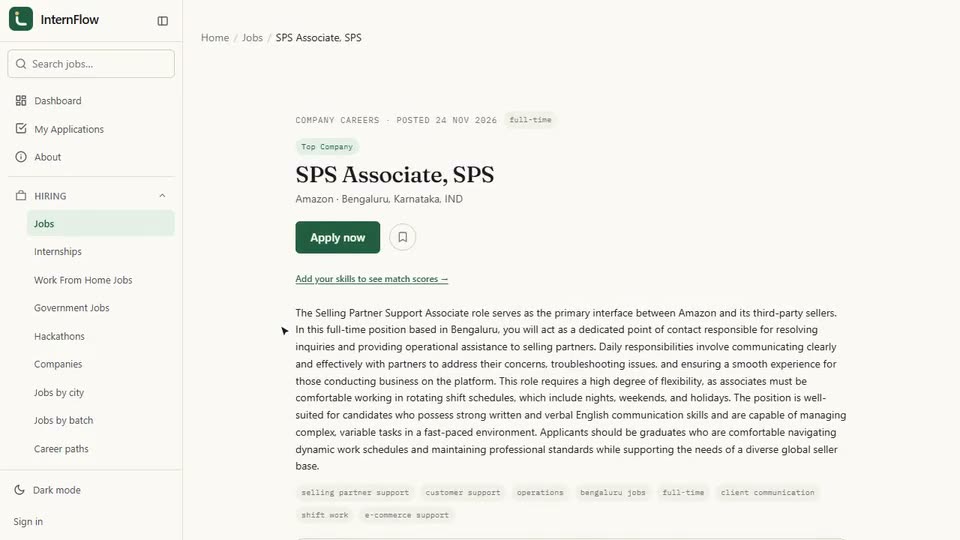 InternFlow
Search jobs...
Dashboard
My Applications
About
HIRING
Jobs
Internships
Work From Home Jobs
Government Jobs
Hackathons
Companies
Jobs by city
Jobs by batch
Career paths
Dark mode
Sign in
Home / Jobs / SPS Associate, SPS
COMPANY CAREERS · POSTED 24 NOV 2026 full-time
Top Company
SPS Associate, SPS
Amazon · Bengaluru, Karnataka, IND
Apply now
Add your skills to see match scores —
The Selling Partner Support Associate role serves as the primary interface between Amazon and its third-party sellers.
In this full-time position based in Bengaluru, you will act as a dedicated point of contact responsible for resolving
inquiries and providing operational assistance to selling partners. Daily responsibilities involve communicating clearly
and effectively with partners to address their concerns, troubleshooting issues, and ensuring a smooth experience for
those conducting business on the platform. This role requires a high degree of flexibility, as associates must be
comfortable working in rotating shift schedules, which include nights, weekends, and holidays. The position is well-
suited for candidates who possess strong written and verbal English communication skills and are capable of managing
complex, variable tasks in a fast-paced environment. Applicants should be graduates who are comfortable navigating
dynamic work schedules and maintaining professional standards while supporting the needs of a diverse global seller
base.
selling partner support customer support operations bengaluru jobs full-time client communication
shift work e-commerce support